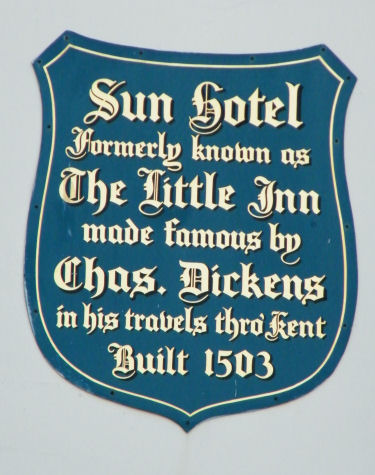 Sun Hotel
Formerly known as
The Little Inn
made famous by
Chas. Dickens
in his travels thro' Kent
Built 1503